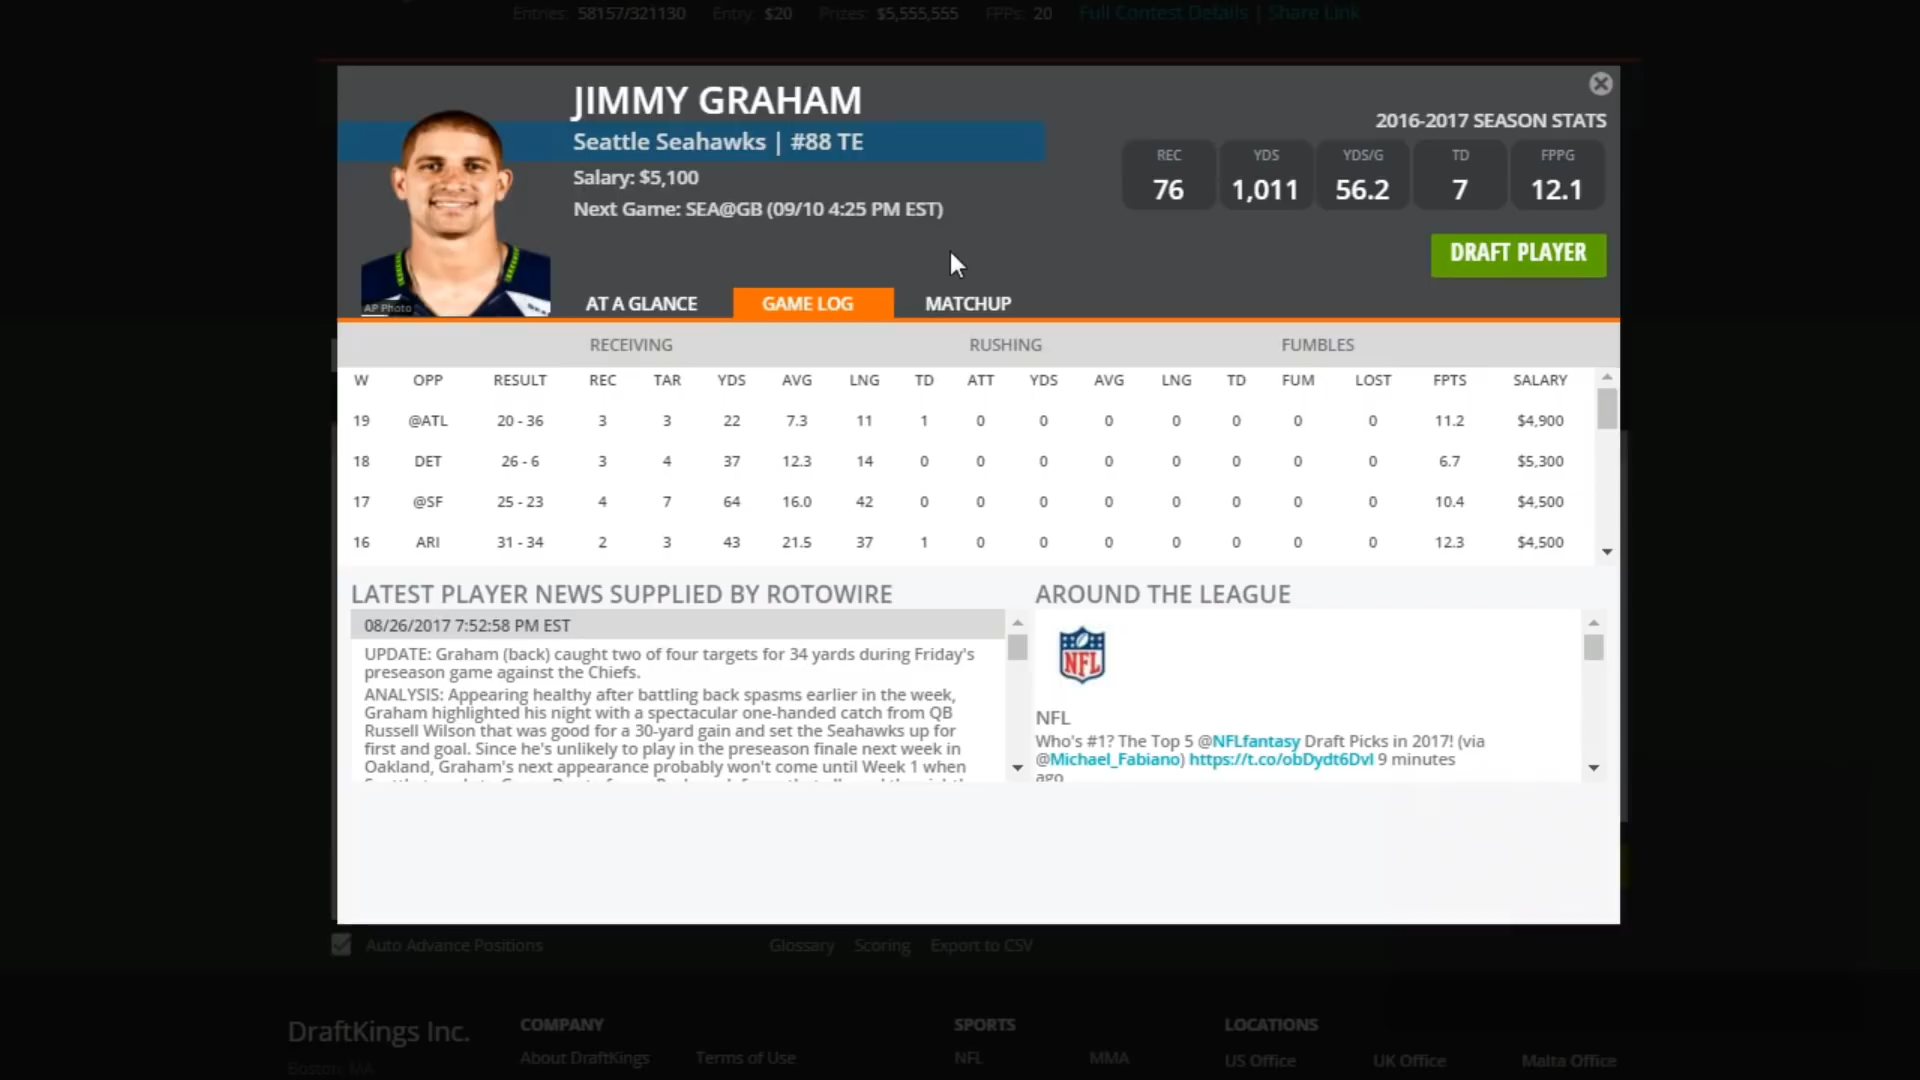 Entries: 58157/321130 Entry: $20 Prizes: $5,555,555 FPPs: 20 Full Contest Details | Share Link
JIMMY GRAHAM
Seattle Seahawks | #88 TE
Salary: $5,100
Next Game: SEA@GB (09/10 4:25 PM EST)
AP Photo
2016-2017 SEASON STATS
REC YDS YDS/G TD FPPG
76 1,011 56.2 7 12.1
DRAFT PLAYER
AT A GLANCE GAME LOG MATCHUP
RECEIVING RUSHING FUMBLES
W OPP RESULT REC TAR YDS AVG LNG TD ATT YDS AVG LNG TD FUM LOST FPTS SALARY
19 @ATL 20 - 36 3 3 22 7.3 11 1 0 0 0 0 0 0 0 11.2 $4,900
18 DET 26 - 6 3 4 37 12.3 14 0 0 0 0 0 0 0 0 6.7 $5,300
17 @SF 25 - 23 4 7 64 16.0 42 0 0 0 0 0 0 0 0 10.4 $4,500
16 ARI 31 - 34 2 3 43 21.5 37 1 0 0 0 0 0 0 0 12.3 $4,500
LATEST PLAYER NEWS SUPPLIED BY ROTOWIRE
08/26/2017 7:52:58 PM EST
UPDATE: Graham (back) caught two of four targets for 34 yards during Friday's
preseason game against the Chiefs.
ANALYSIS: Appearing healthy after battling back spasms earlier in the week,
Graham highlighted his night with a spectacular one-handed catch from QB
Russell Wilson that was good for a 30-yard gain and set the Seahawks up for
first and goal. Since he's unlikely to play in the preseason finale next week in
Oakland, Graham's next appearance probably won't come until Week 1 when
AROUND THE LEAGUE
NFL
NFL
Who's #1? The Top 5 @NFLfantasy Draft Picks in 2017! (via
@Michael_Fabiano) https://t.co/obDydt6Dvl 9 minutes
ago
Auto Advance Positions Glossary Scoring Export to CSV
DraftKings Inc.
Boston, MA
COMPANY
About DraftKings Terms of Use
SPORTS
NFL MMA
LOCATIONS
US Office UK Office Malta Office